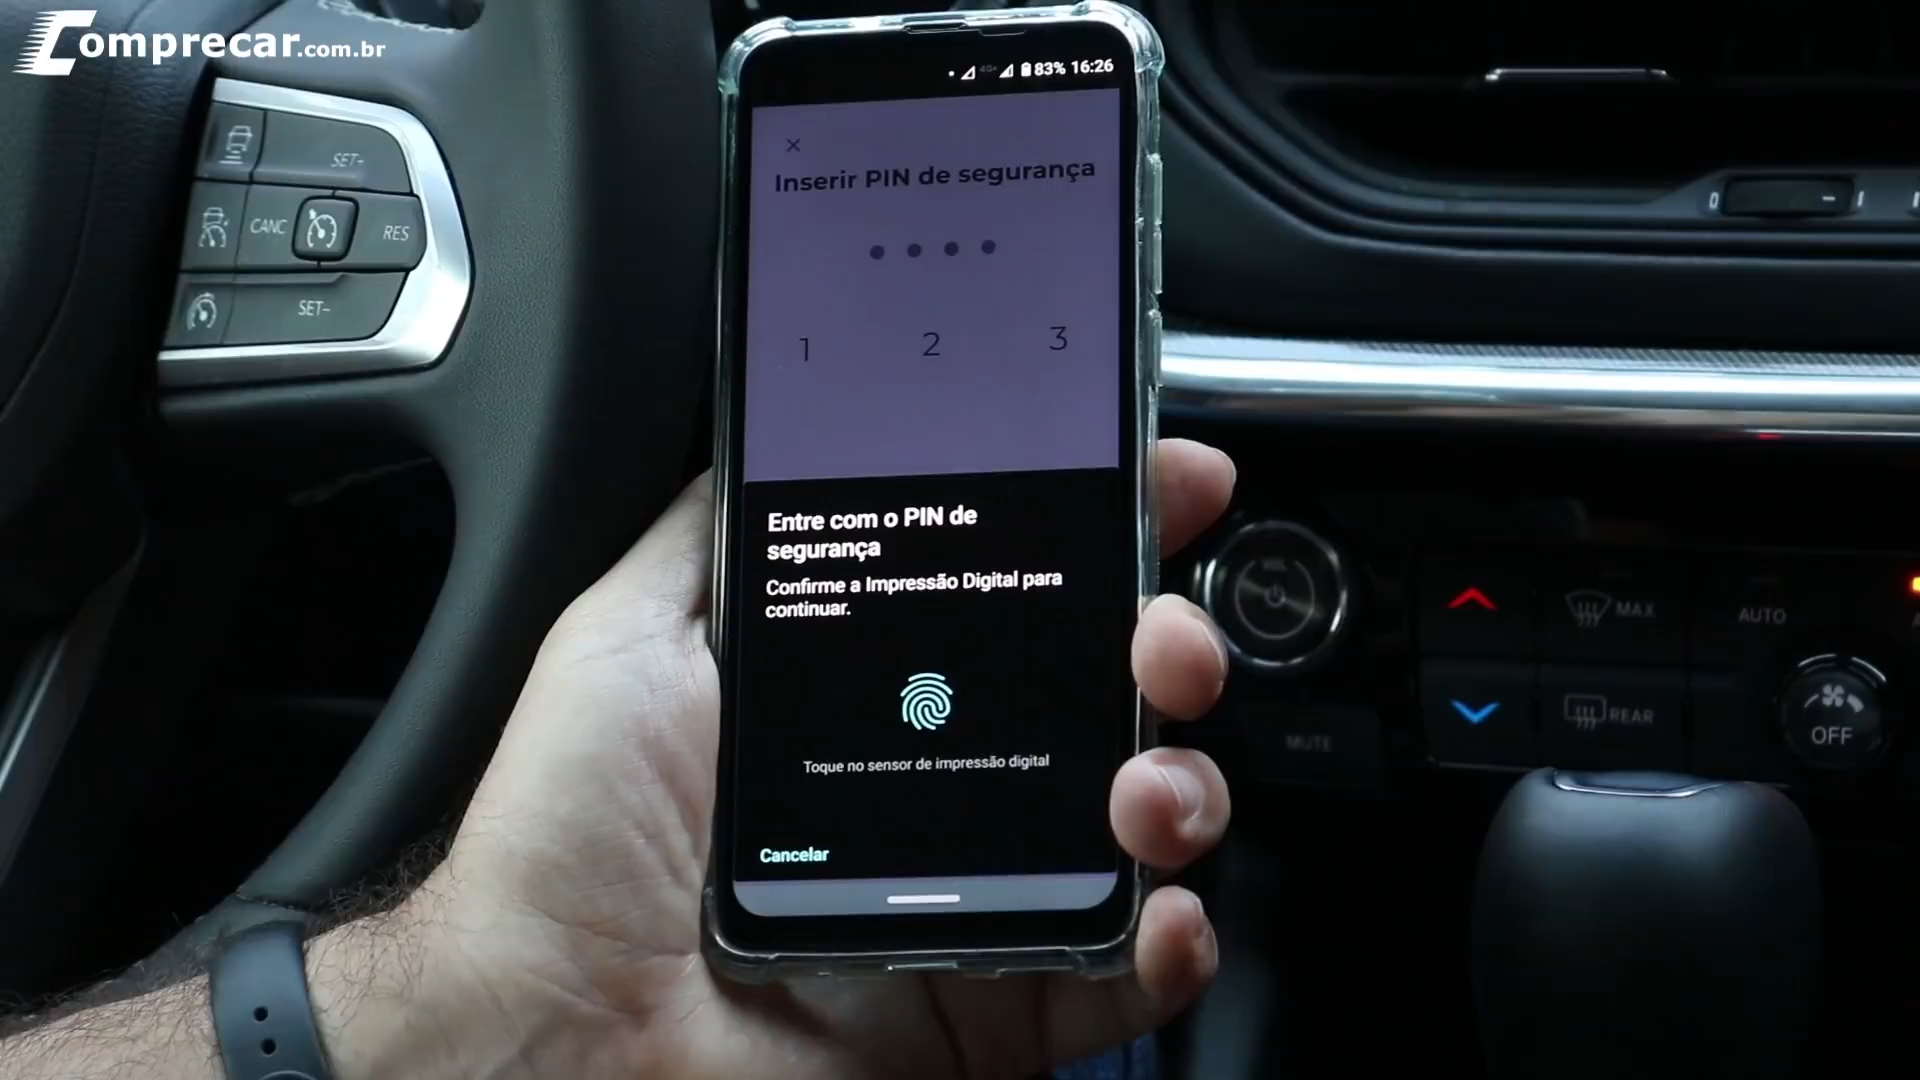 Comprecar.com.br
83% 16:26
Inserir PIN de segurança
1 2 3
Entre com o PIN de
segurança
Confirme a Impressão Digital para
continuar.
Toque no sensor de impressão digital
Cancelar
SET-
CANC
RES
SET-
0
MAX
AUTO
REAR
MUTE
OFF